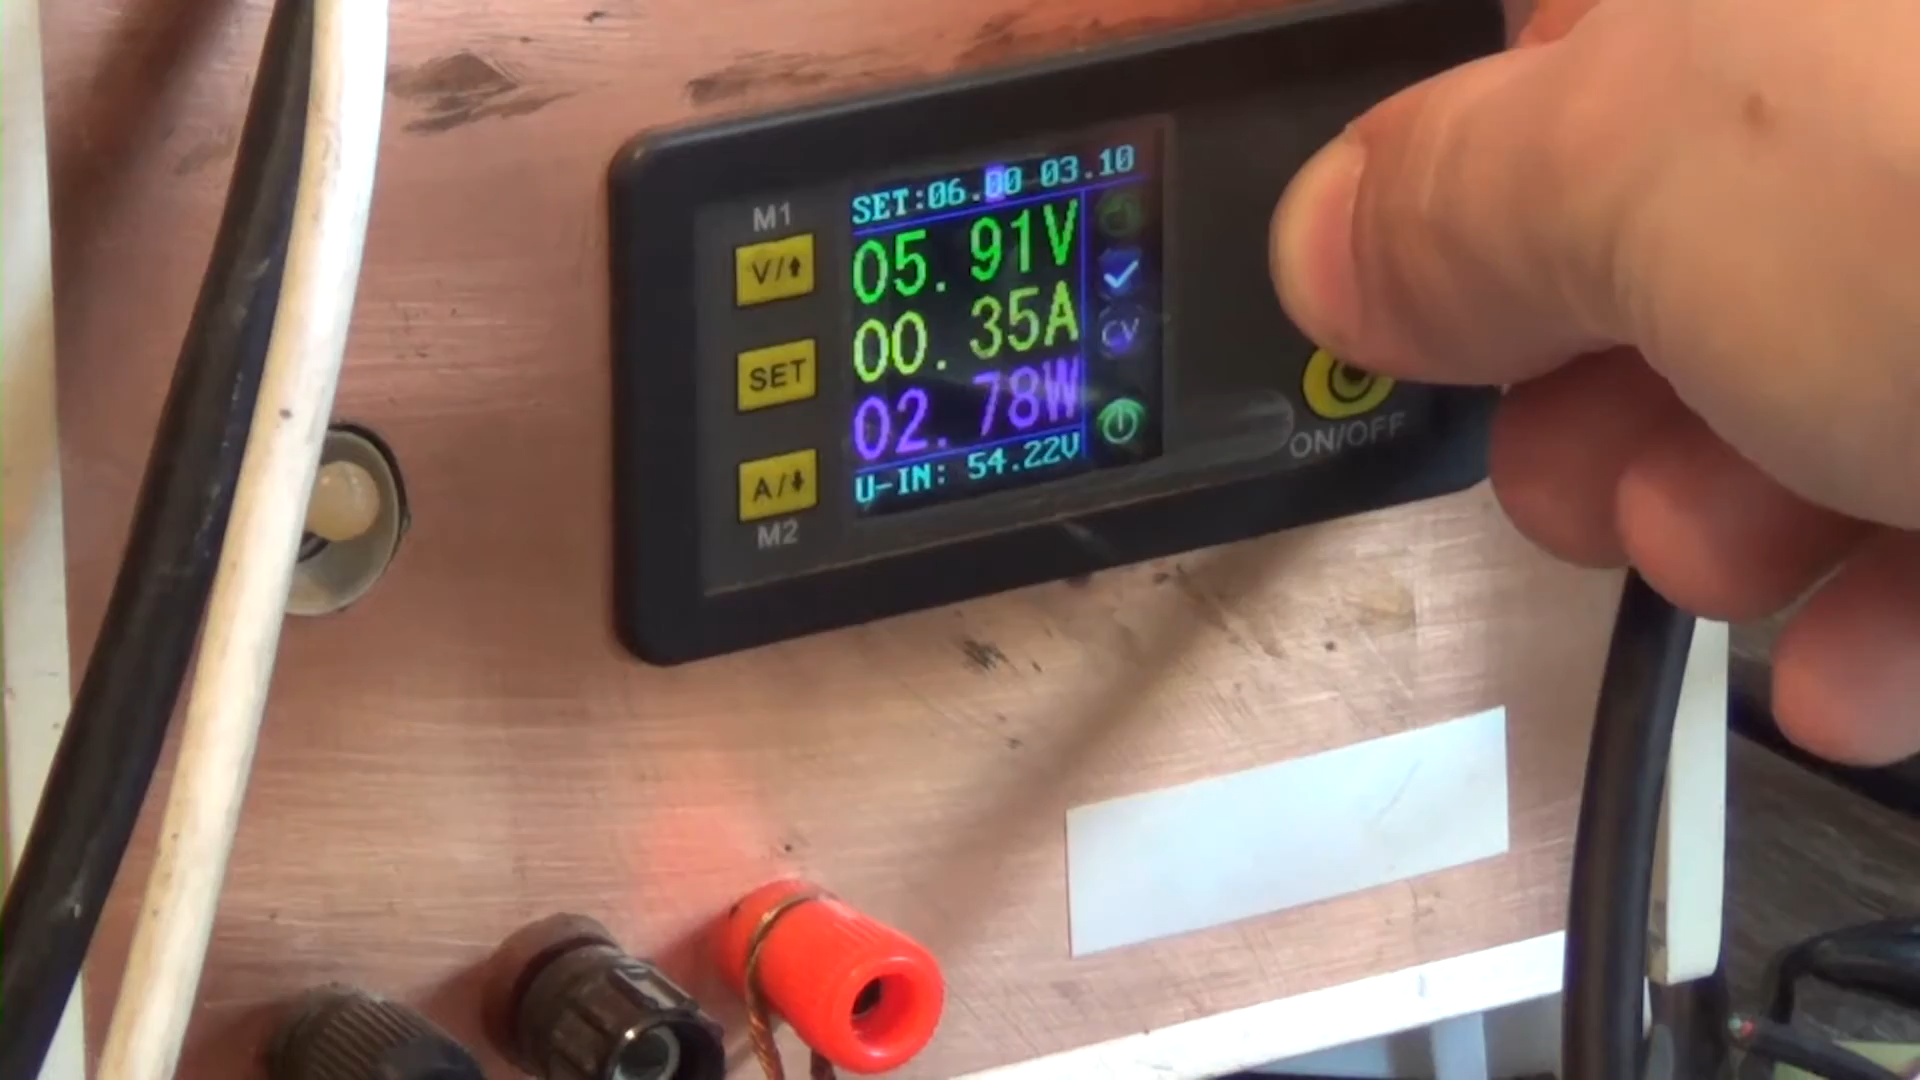 M1
V/⬆
SET
A/⬇
M2
SET:06.00 03.10
05.91V
00.35A
02.78W
U-IN: 54.22V
CV
ON/OFF